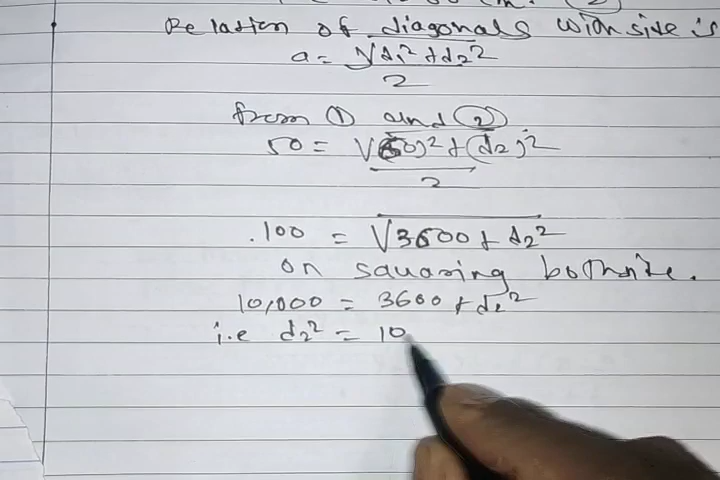 Relation of diagonals with side is
a = √d₁² + d₂²
2
from ① and ②
50 = √(60)² + (d₂)²
2
.100 = √3600 + d₂²
on squaring both side.
10,000 = 3600 + d₂²
i.e d₂² = 10